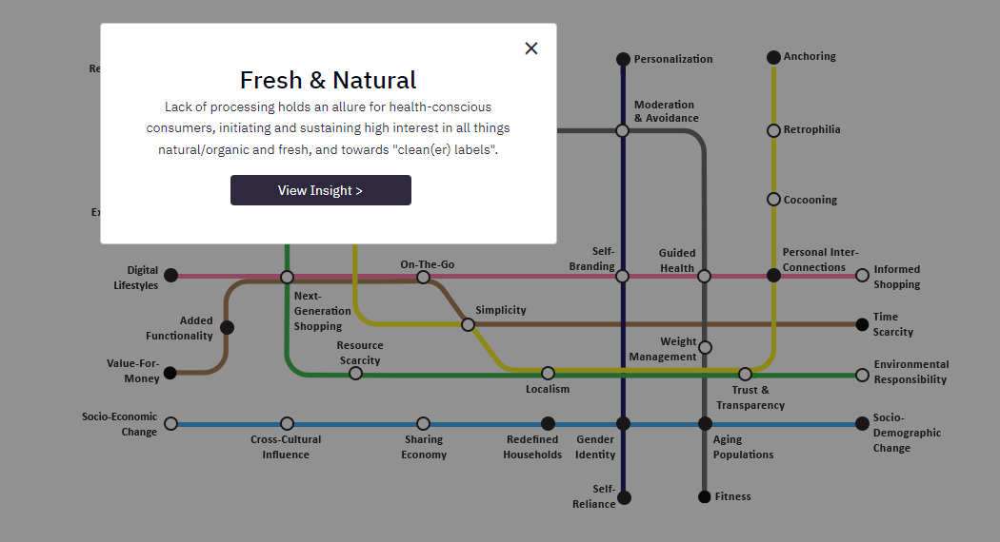 Fresh & Natural
Lack of processing holds an allure for health-conscious
consumers, initiating and sustaining high interest in all things
natural/organic and fresh, and towards "clean(er) labels".
View Insight >
Personalization
Anchoring
Moderation
& Avoidance
Retrophilia
Cocooning
Digital
Lifestyles
On-The-Go
Self-
Branding
Guided
Health
Personal Inter-
Connections
Informed
Shopping
Next-
Generation
Shopping
Simplicity
Added
Functionality
Time
Scarcity
Resource
Scarcity
Weight
Management
Value-For-
Money
Localism
Trust &
Transparency
Environmental
Responsibility
Socio-Economic
Change
Cross-Cultural
Influence
Sharing
Economy
Redefined
Households
Gender
Identity
Aging
Populations
Socio-
Demographic
Change
Self-
Reliance
Fitness